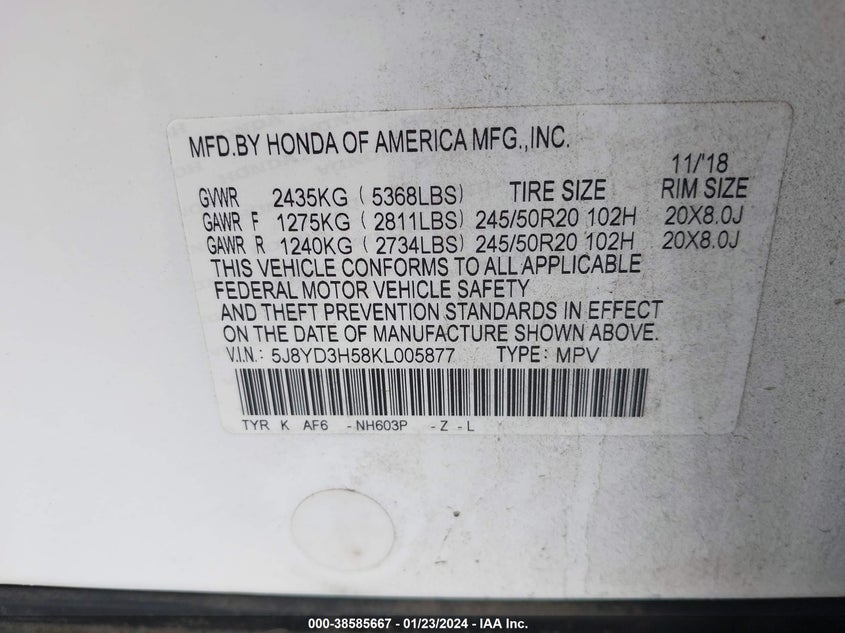 MFD.BY HONDA OF AMERICA MFG.,INC.
11/'18
GVWR 2435KG (5368LBS) TIRE SIZE RIM SIZE
GAWR F 1275KG (2811LBS) 245/50R20 102H 20X8.0J
GAWR R 1240KG (2734LBS) 245/50R20 102H 20X8.0J
THIS VEHICLE CONFORMS TO ALL APPLICABLE
FEDERAL MOTOR VEHICLE SAFETY
AND THEFT PREVENTION STANDARDS IN EFFECT
ON THE DATE OF MANUFACTURE SHOWN ABOVE.
V.I.N.: 5J8YD3H58KL005877 TYPE: MPV
TYR K AF6 -NH603P -Z -L
000-38585667 - 01/23/2024 - IAA Inc.